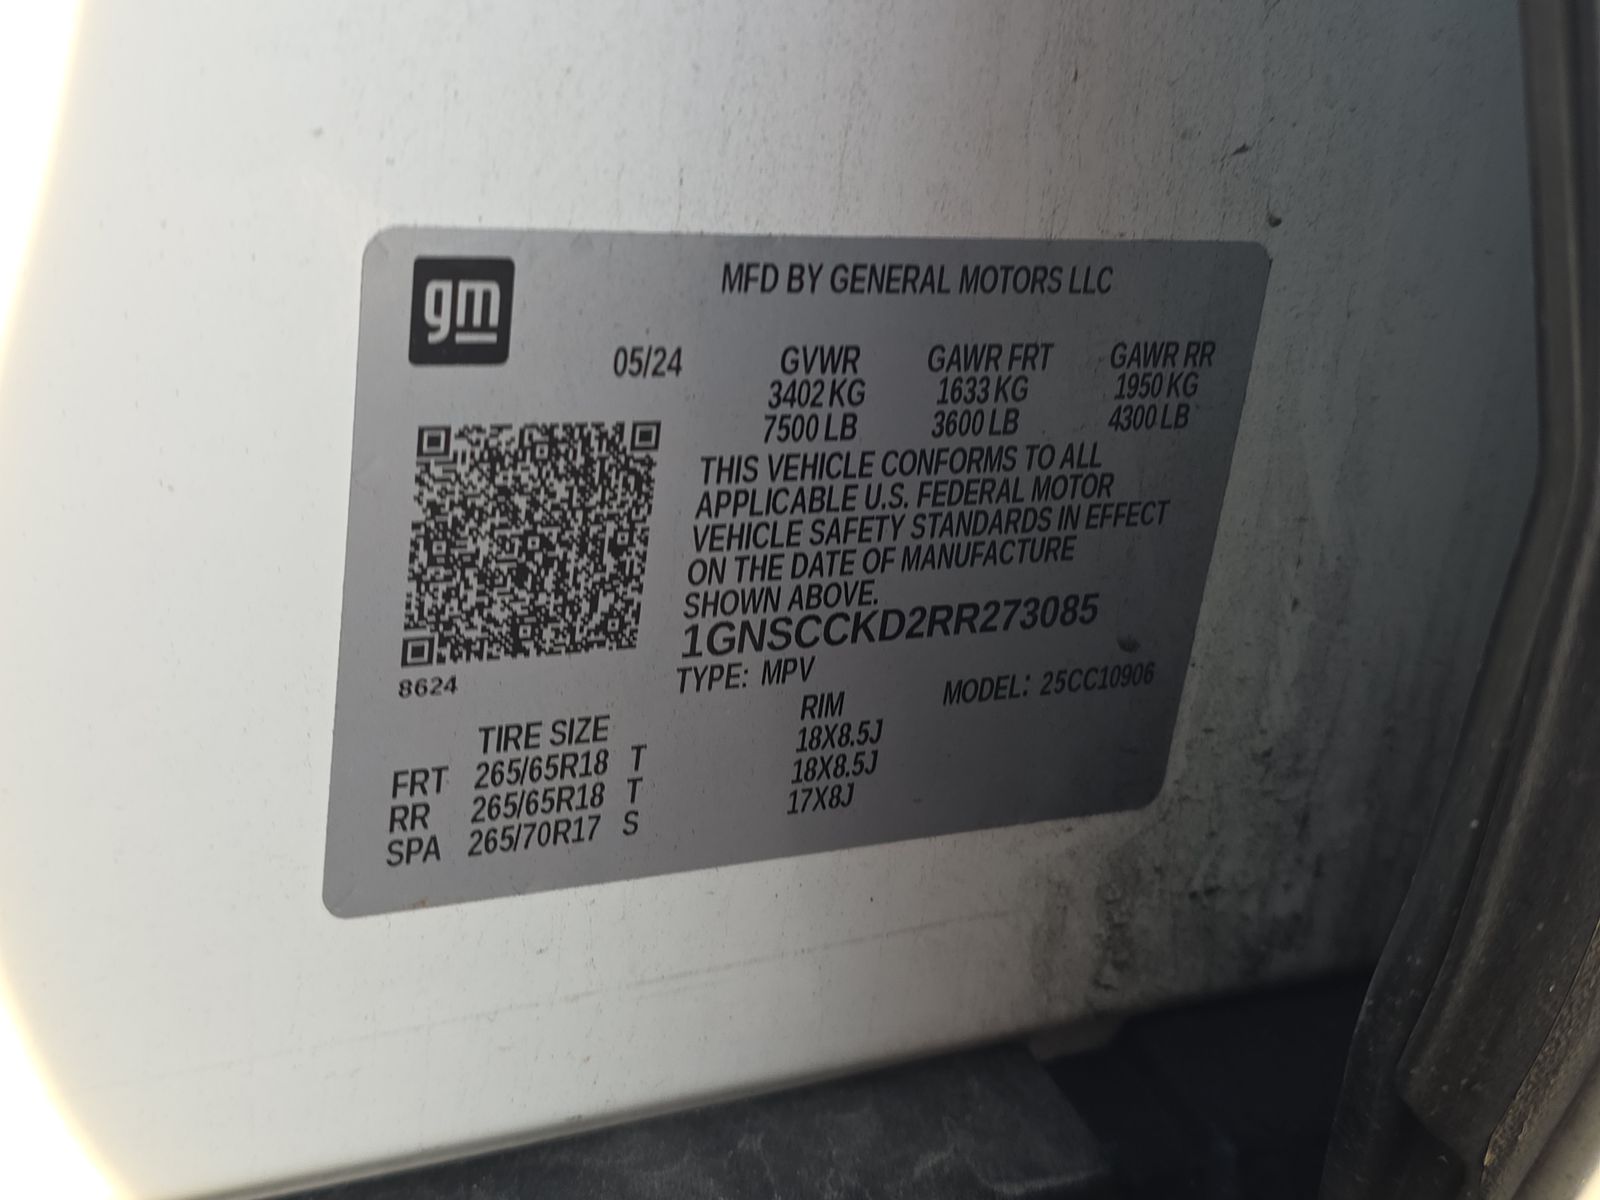 gm
MFD BY GENERAL MOTORS LLC
05/24 GVWR GAWR FRT GAWR RR
3402 KG 1633 KG 1950 KG
7500 LB 3600 LB 4300 LB
THIS VEHICLE CONFORMS TO ALL
APPLICABLE U.S. FEDERAL MOTOR
VEHICLE SAFETY STANDARDS IN EFFECT
ON THE DATE OF MANUFACTURE
SHOWN ABOVE.
1GNSCCKD2RR273085
8624
TYPE: MPV MODEL: 25CC10906
TIRE SIZE RIM
FRT 265/65R18 T 18X8.5J
RR 265/65R18 T 18X8.5J
SPA 265/70R17 S 17X8J